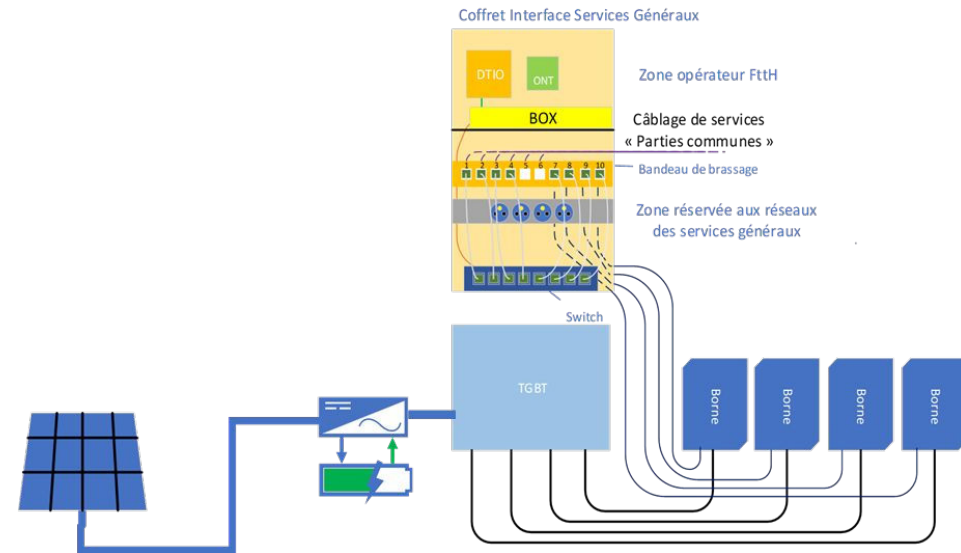 Coffret Interface Services Généraux
DTIO
ONT
Zone opérateur FttH
BOX
Câblage de services
« Parties communes »
1 2 3 4 5 6 7 8 9 10
Bandeau de brassage
Zone réservée aux réseaux
des services généraux
Switch
TGBT
Borne
Borne
Borne
Borne